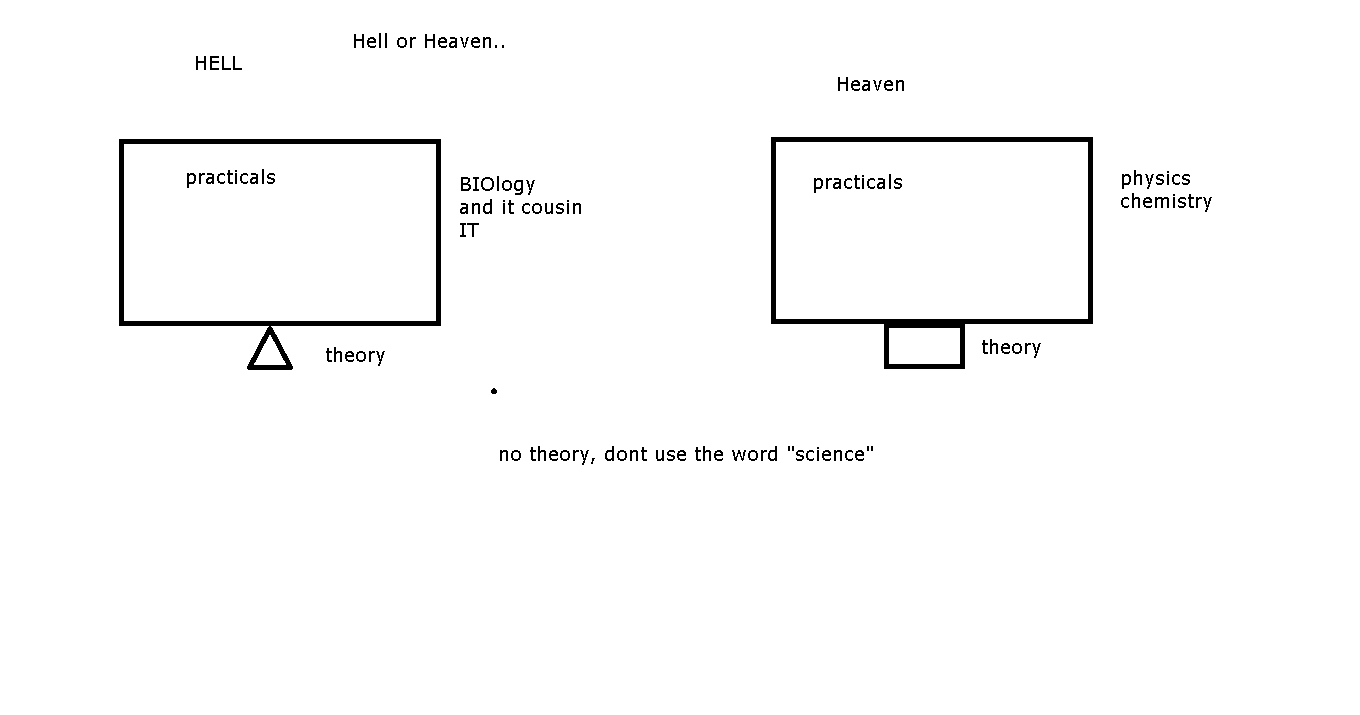 Hell or Heaven..
HELL
Heaven
practicals
BIOlogy
and it cousin
IT
theory
practicals
physics
chemistry
theory
no theory, dont use the word "science"